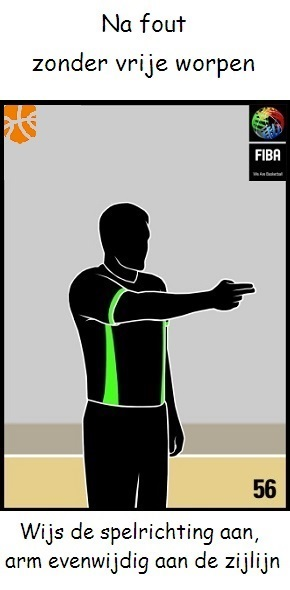 Na fout
zonder vrije worpen
FIBA
We Are Basketball
56
Wijs de spelrichting aan,
arm evenwijdig aan de zijlijn